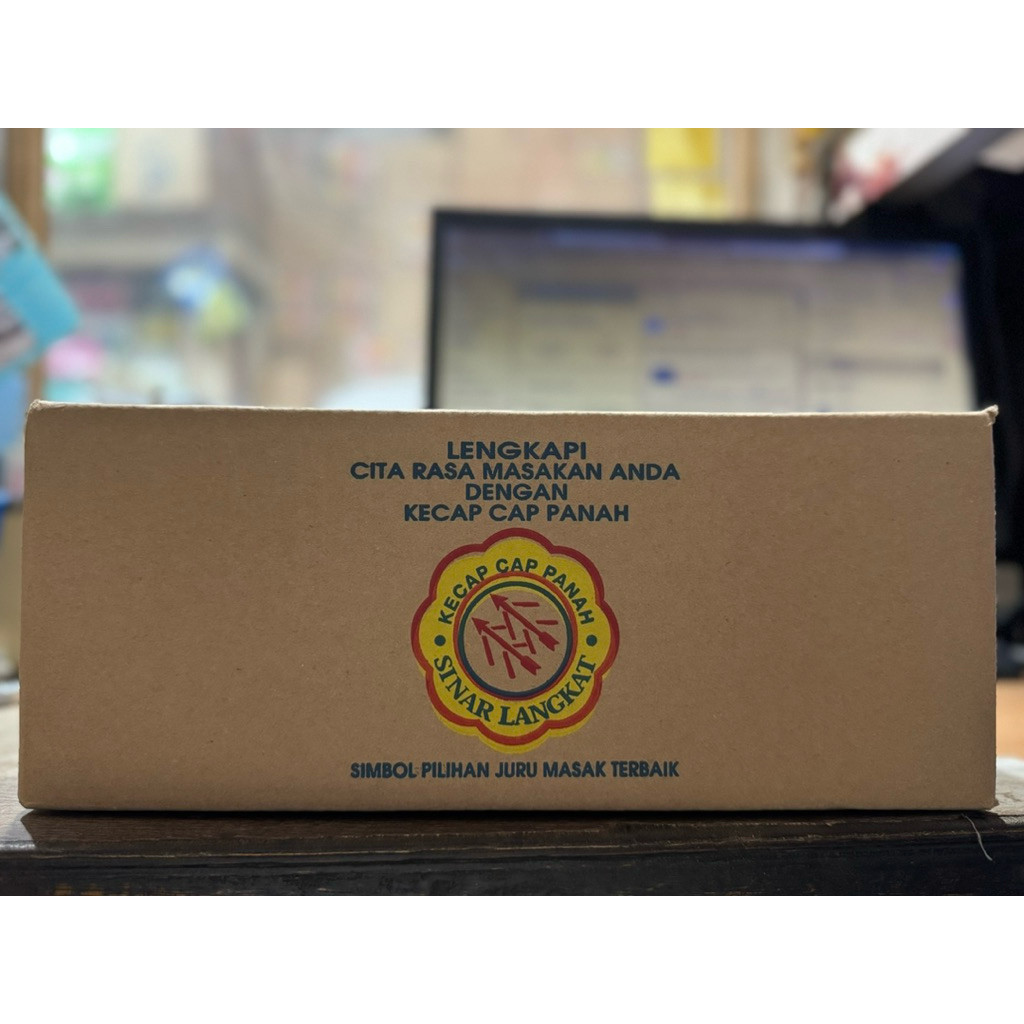 LENGKAPI
CITA RASA MASAKAN ANDA
DENGAN
KECAP CAP PANAH
KECAP CAP PANAH
SINAR LANGKAT
SIMBOL PILIHAN JURU MASAK TERBAIK